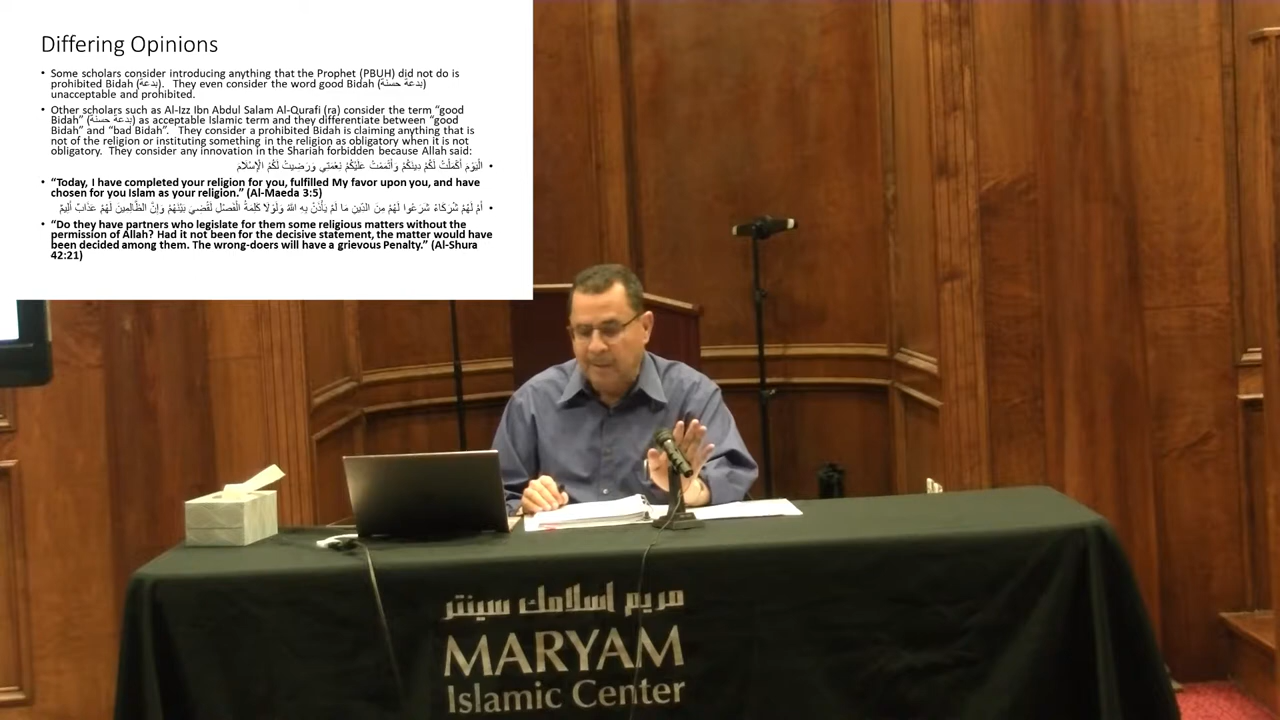 Differing Opinions
• Some scholars consider introducing anything that the Prophet (PBUH) did not do is
prohibited Bidah (بدعة). They even consider the word good Bidah (بدعة حسنة)
unacceptable and prohibited.
• Other scholars such as Al-Izz Ibn Abdul Salam Al-Qurafi (ra) consider the term “good
Bidah” (بدعة حسنة) as acceptable Islamic term and they differentiate between “good
Bidah” and “bad Bidah”. They consider a prohibited Bidah is claiming anything that is
not of the religion or instituting something in the religion as obligatory when it is not
obligatory. They consider any innovation in the Shariah forbidden because Allah said:
• الْيَوْمَ أَكْمَلْتُ لَكُمْ دِينَكُمْ وَأَتْمَمْتُ عَلَيْكُمْ نِعْمَتِي وَرَضِيتُ لَكُمُ الْإِسْلَامَ
• “Today, I have completed your religion for you, fulfilled My favor upon you, and have
chosen for you Islam as your religion.” (Al-Maeda 3:5)
• أَمْ لَهُمْ شُرَكَاءُ شَرَعُوا لَهُمْ مِنَ الدِّينِ مَا لَمْ يَأْذَنْ بِهِ اللَّهُ وَلَوْلَا كَلِمَةُ الْفَصْلِ لَقُضِيَ بَيْنَهُمْ وَإِنَّ الظَّالِمِينَ لَهُمْ عَذَابٌ أَلِيمٌ
• “Do they have partners who legislate for them some religious matters without the
permission of Allah? Had it not been for the decisive statement, the matter would have
been decided among them. The wrong-doers will have a grievous Penalty.” (Al-Shura
42:21)
مريم اسلامك سينتر
MARYAM
Islamic Center